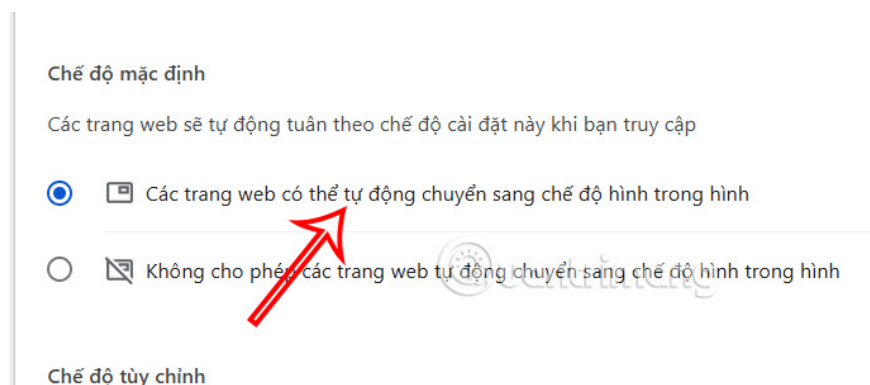 Chế độ mặc định
Các trang web sẽ tự động tuân theo chế độ cài đặt này khi bạn truy cập
Các trang web có thể tự động chuyển sang chế độ hình trong hình
Không cho phép các trang web tự động chuyển sang chế độ hình trong hình
quantrimang
Chế độ tùy chỉnh